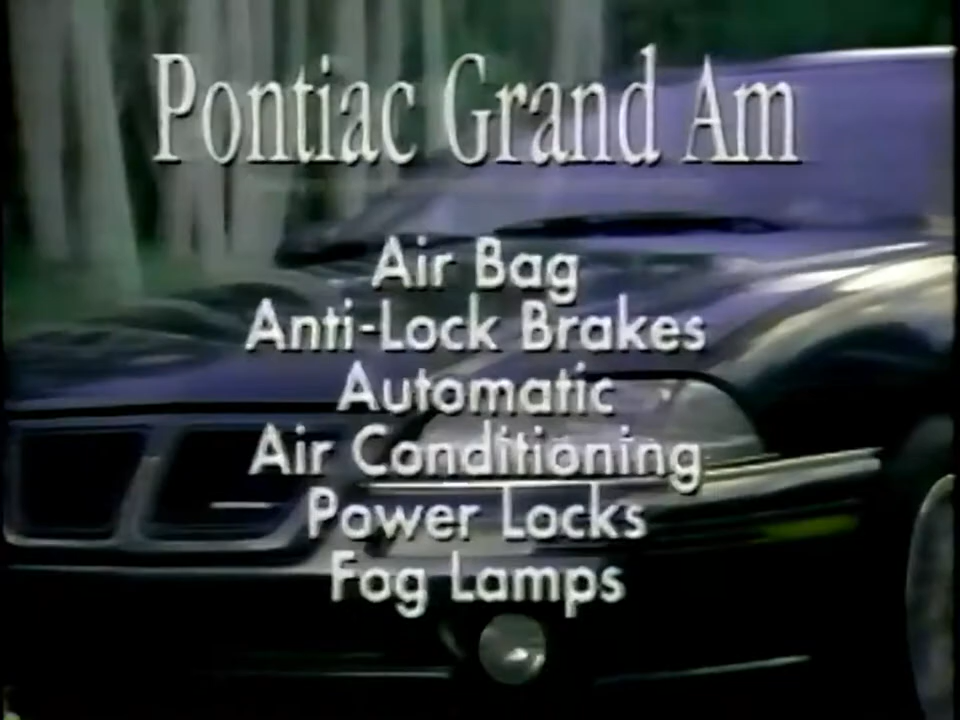 Pontiac Grand Am
Air Bag
Anti-Lock Brakes
Automatic
Air Conditioning
Power Locks
Fog Lamps